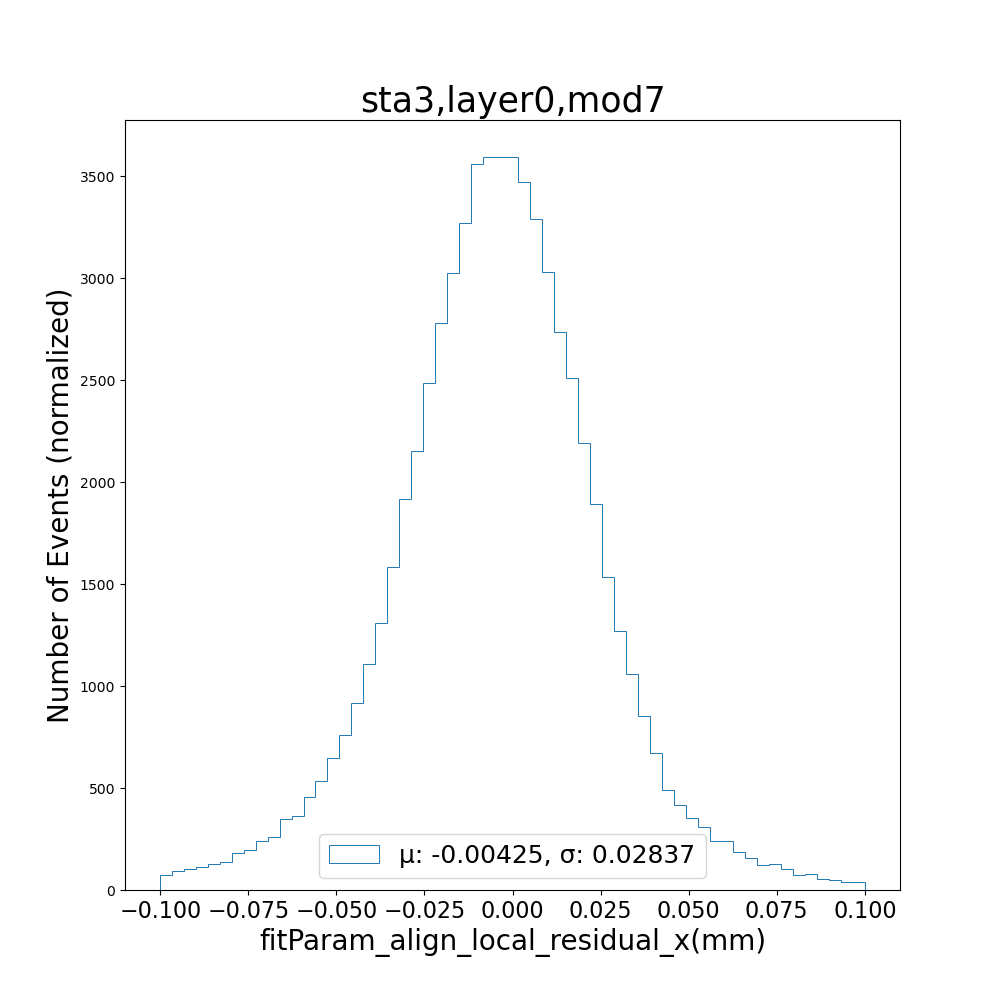 sta3,layer0,mod7
Number of Events (normalized)
3500
3000
2500
2000
1500
1000
500
0
μ: -0.00425, σ: 0.02837
−0.100 −0.075 −0.050 −0.025 0.000 0.025 0.050 0.075 0.100
fitParam_align_local_residual_x(mm)